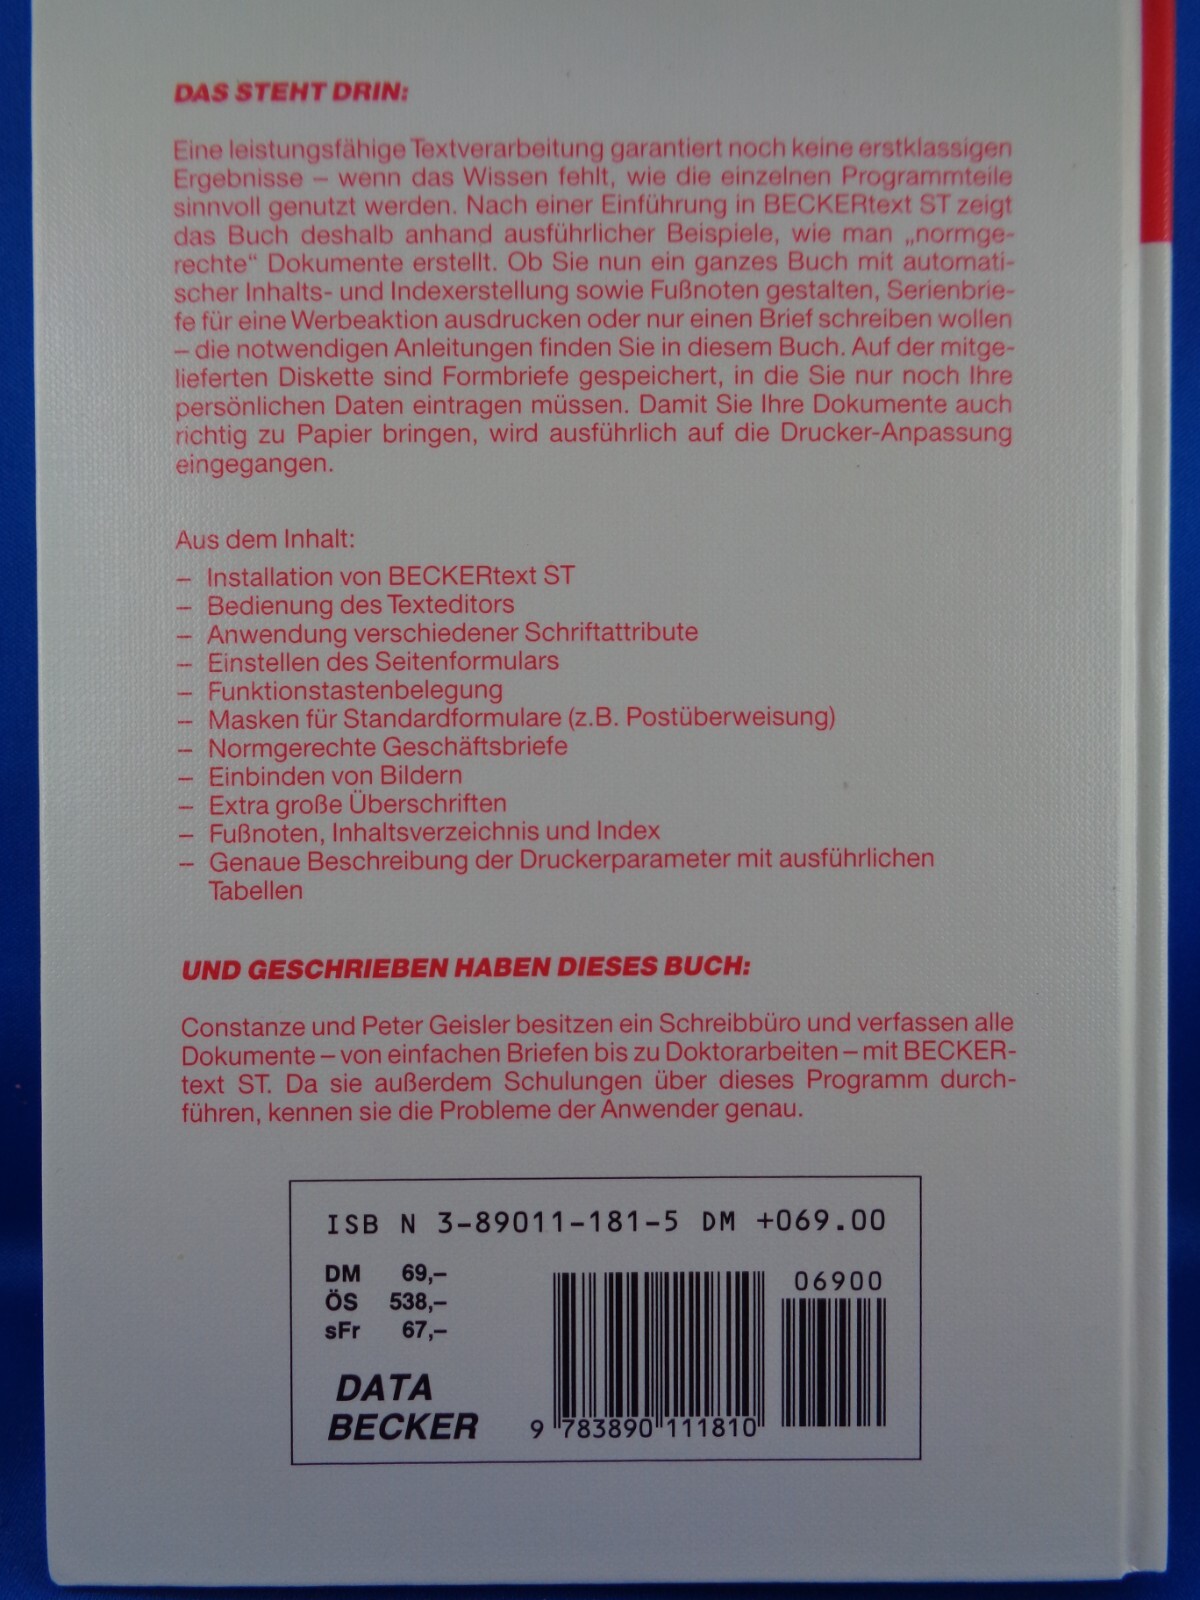 DAS STEHT DRIN:
Eine leistungsfähige Textverarbeitung garantiert noch keine erstklassigen
Ergebnisse – wenn das Wissen fehlt, wie die einzelnen Programmteile
sinnvoll genutzt werden. Nach einer Einführung in BECKERtext ST zeigt
das Buch deshalb anhand ausführlicher Beispiele, wie man „normge-
rechte“ Dokumente erstellt. Ob Sie nun ein ganzes Buch mit automati-
scher Inhalts- und Indexerstellung sowie Fußnoten gestalten, Serienbrie-
fe für eine Werbeaktion ausdrucken oder nur einen Brief schreiben wollen
– die notwendigen Anleitungen finden Sie in diesem Buch. Auf der mitge-
lieferten Diskette sind Formbriefe gespeichert, in die Sie nur noch Ihre
persönlichen Daten eintragen müssen. Damit Sie Ihre Dokumente auch
richtig zu Papier bringen, wird ausführlich auf die Drucker-Anpassung
eingegangen.
Aus dem Inhalt:
– Installation von BECKERtext ST
– Bedienung des Texteditors
– Anwendung verschiedener Schriftattribute
– Einstellen des Seitenformulars
– Funktionstastenbelegung
– Masken für Standardformulare (z.B. Postüberweisung)
– Normgerechte Geschäftsbriefe
– Einbinden von Bildern
– Extra große Überschriften
– Fußnoten, Inhaltsverzeichnis und Index
– Genaue Beschreibung der Druckerparameter mit ausführlichen
Tabellen
UND GESCHRIEBEN HABEN DIESES BUCH:
Constanze und Peter Geisler besitzen ein Schreibbüro und verfassen alle
Dokumente – von einfachen Briefen bis zu Doktorarbeiten – mit BECKER-
text ST. Da sie außerdem Schulungen über dieses Programm durch-
führen, kennen sie die Probleme der Anwender genau.
ISB N 3-89011-181-5 DM +069.00
DM 69,–
ÖS 538,–
sFr 67,–
06900
DATA
BECKER
9 783890 111810